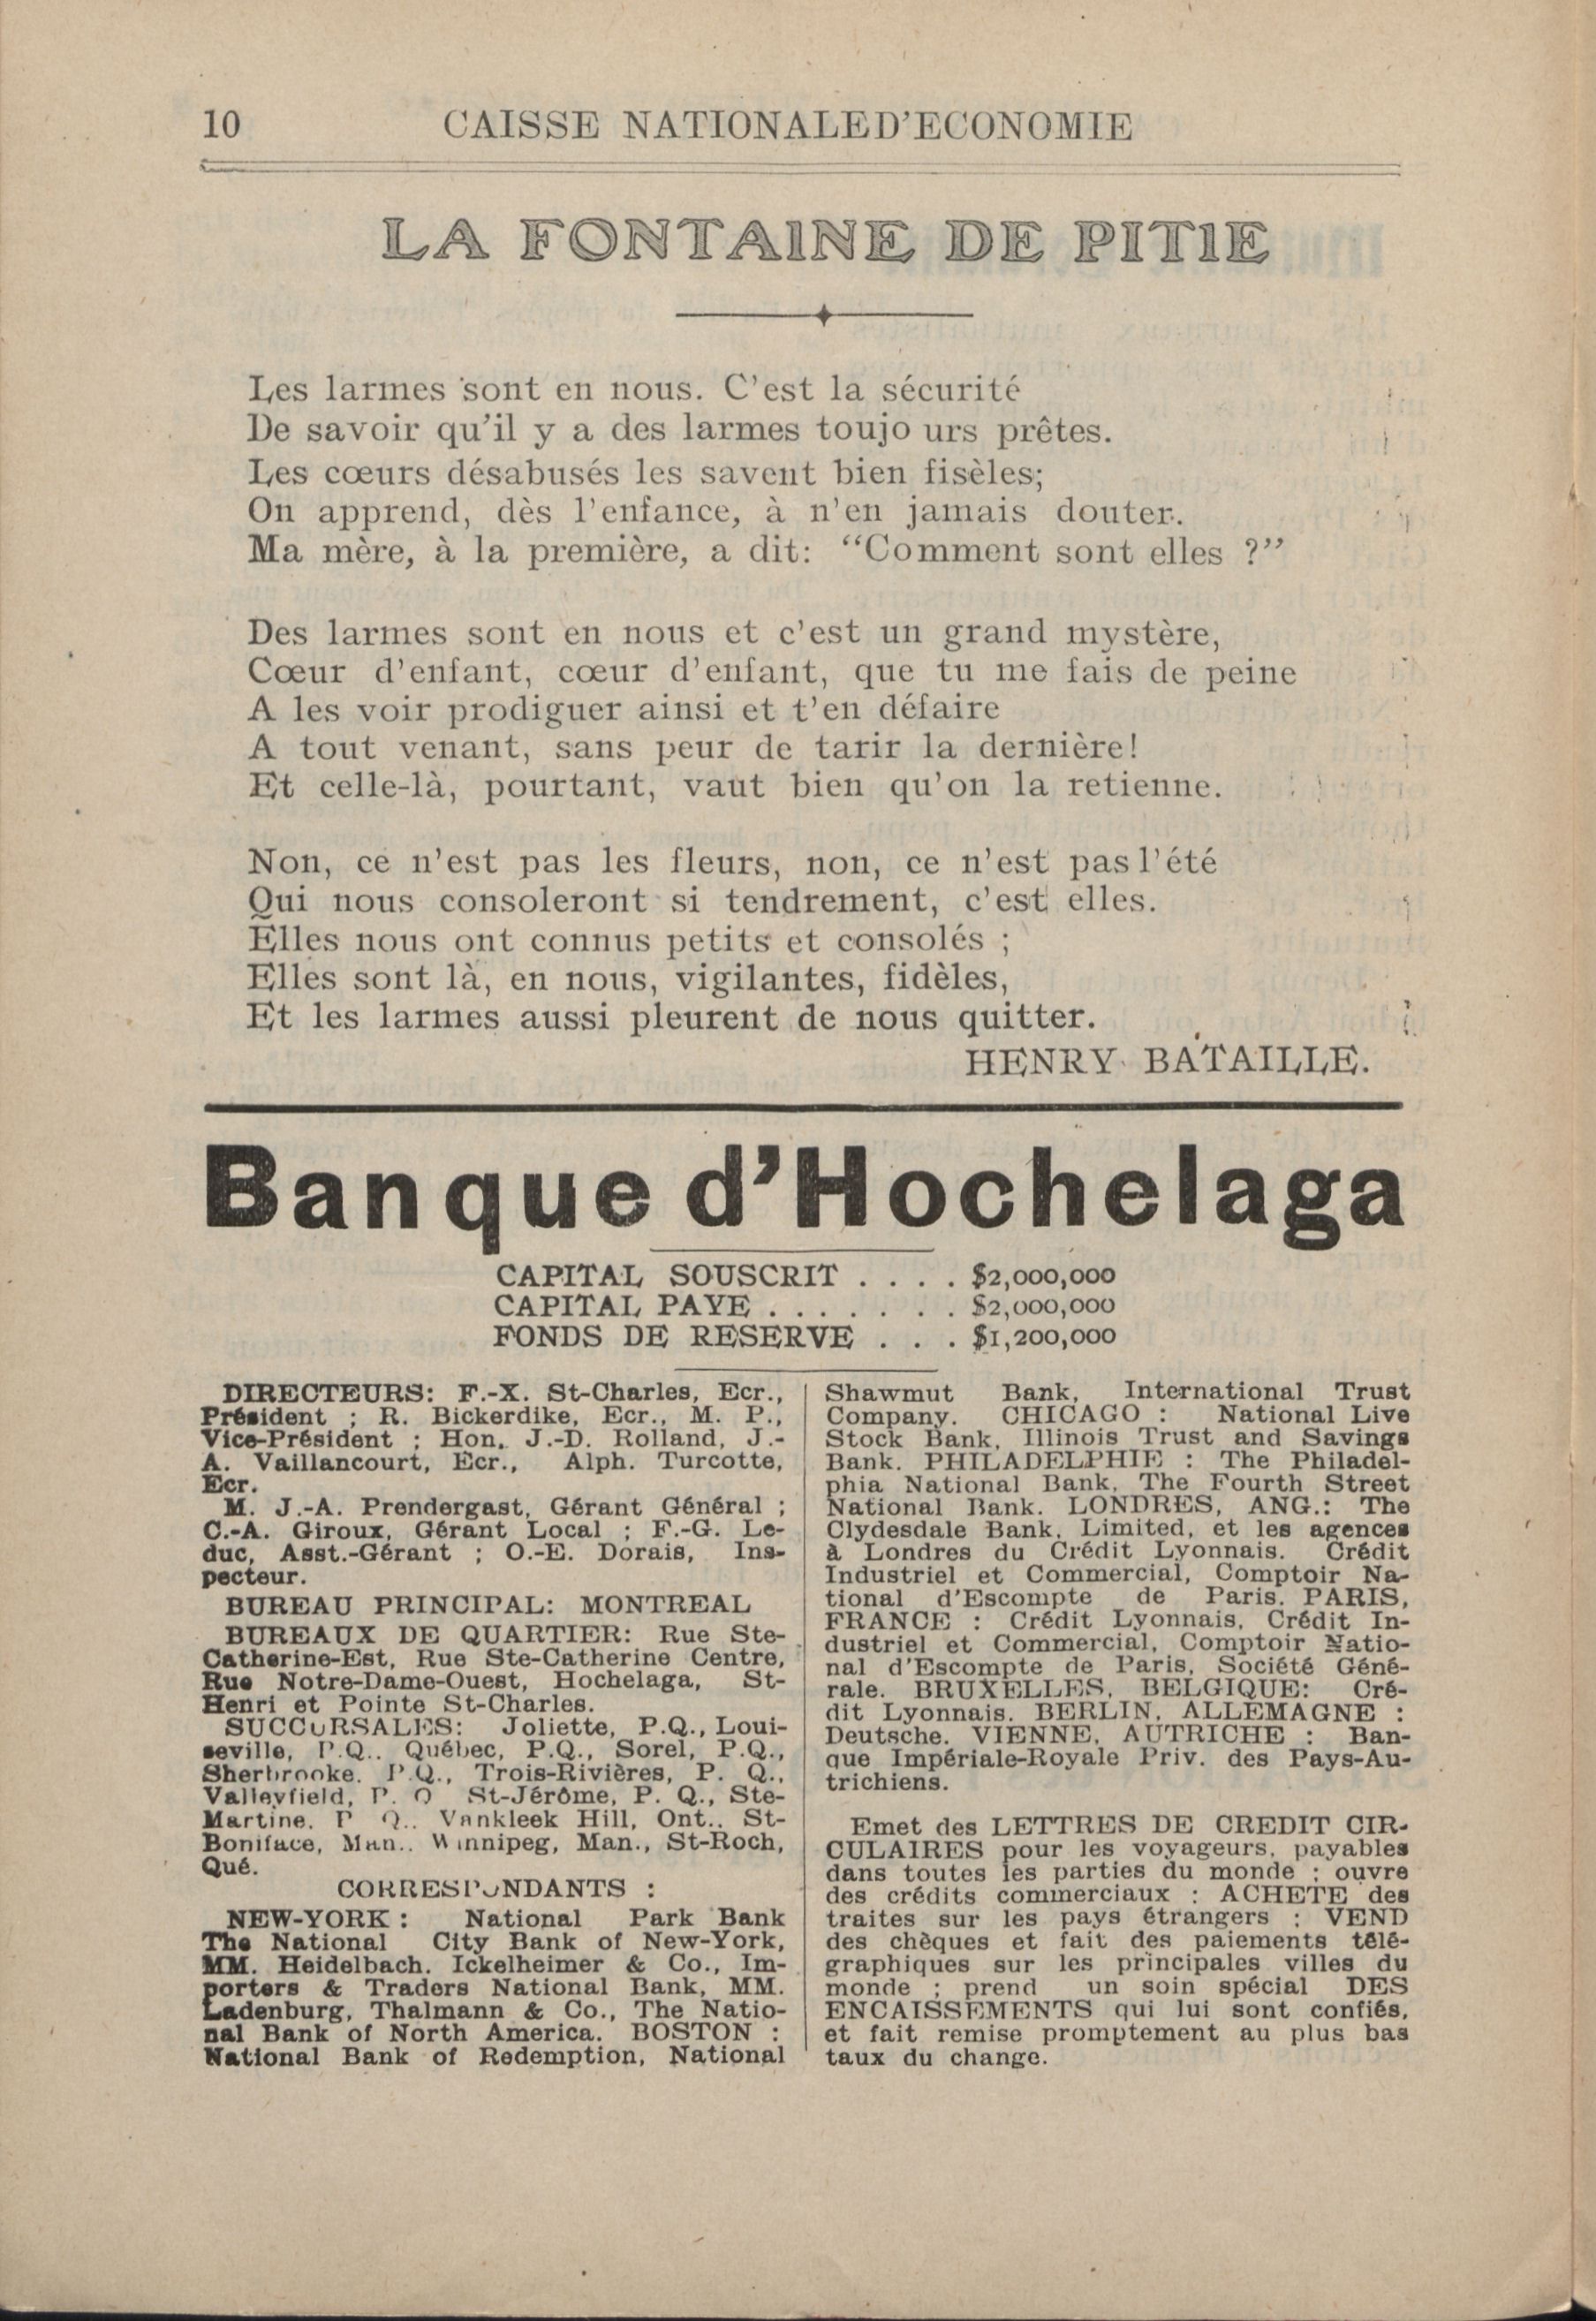 10 CAISSE NATIONALE D'ECONOMIE
LA FONTAINE DE PITIE
Les larmes sont en nous. C'est la sécurité
De savoir qu'il y a des larmes toujo urs prêtes.
Les cœurs désabusés les savent bien fisèles;
On apprend, dès l'enfance, à n'en jamais douter.
Ma mère, à la première, a dit: “Comment sont elles ?”
Des larmes sont en nous et c'est un grand mystère,
Cœur d'enfant, cœur d'enfant, que tu me fais de peine
A les voir prodiguer ainsi et t'en défaire
A tout venant, sans peur de tarir la dernière!
Et celle-là, pourtant, vaut bien qu'on la retienne.
Non, ce n'est pas les fleurs, non, ce n'est pas l'été
Qui nous consoleront si tendrement, c'est elles.
Elles nous ont connus petits et consolés ;
Elles sont là, en nous, vigilantes, fidèles,
Et les larmes aussi pleurent de nous quitter.
HENRY BATAILLE.
Banque d'Hochelaga
CAPITAL SOUSCRIT . . . . $2,000,000
CAPITAL PAYE . . . . . . . $2,000,000
FONDS DE RESERVE . . . $1,200,000
DIRECTEURS: F.-X. St-Charles, Ecr.,
Président ; R. Bickerdike, Ecr., M. P.,
Vice-Président ; Hon. J.-D. Rolland, J.-
A. Vaillancourt, Ecr., Alph. Turcotte,
Ecr.
M. J.-A. Prendergast, Gérant Général ;
C.-A. Giroux, Gérant Local ; F.-G. Le-
duc, Asst.-Gérant ; O.-E. Dorais, Ins-
pecteur.
BUREAU PRINCIPAL: MONTREAL
BUREAUX DE QUARTIER: Rue Ste-
Catherine-Est, Rue Ste-Catherine Centre,
Rue Notre-Dame-Ouest, Hochelaga, St-
Henri et Pointe St-Charles.
SUCCURSALES: Joliette, P.Q., Loui-
seville, P.Q.. Québec, P.Q., Sorel, P.Q.,
Sherbrooke. P.Q., Trois-Rivières, P. Q.,
Valleyfield, P. Q St-Jérôme, P. Q., Ste-
Martine. P Q.. Vankleek Hill, Ont.. St-
Boniface, Man.. Winnipeg, Man., St-Roch,
Qué.
CORRESPONDANTS :
NEW-YORK : National Park Bank
The National City Bank of New-York,
MM. Heidelbach. Ickelheimer & Co., Im-
porters & Traders National Bank, MM.
Ladenburg, Thalmann & Co., The Natio-
nal Bank of North America. BOSTON :
National Bank of Redemption, National
Shawmut Bank, International Trust
Company. CHICAGO : National Live
Stock Bank, Illinois Trust and Savings
Bank. PHILADELPHIE : The Philadel-
phia National Bank, The Fourth Street
National Bank. LONDRES, ANG.: The
Clydesdale Bank, Limited, et les agences
à Londres du Crédit Lyonnais. Crédit
Industriel et Commercial, Comptoir Na-
tional d'Escompte de Paris. PARIS,
FRANCE : Crédit Lyonnais, Crédit In-
dustriel et Commercial, Comptoir Natio-
nal d'Escompte de Paris, Société Géné-
rale. BRUXELLES, BELGIQUE: Cré-
dit Lyonnais. BERLIN, ALLEMAGNE :
Deutsche. VIENNE, AUTRICHE : Ban-
que Impériale-Royale Priv. des Pays-Au-
trichiens.
Emet des LETTRES DE CREDIT CIR-
CULAIRES pour les voyageurs, payables
dans toutes les parties du monde ; ouvre
des crédits commerciaux ; ACHETE des
traites sur les pays étrangers ; VEND
des chèques et fait des paiements télé-
graphiques sur les principales villes du
monde ; prend un soin spécial DES
ENCAISSEMENTS qui lui sont confiés,
et fait remise promptement au plus bas
taux du change.